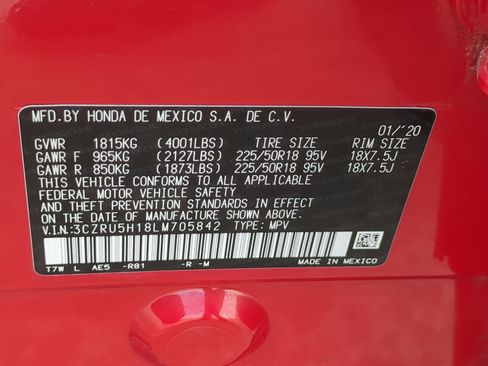 MFD.BY HONDA DE MEXICO S.A. DE C.V.
01/'20
GVWR 1815KG (4001LBS) TIRE SIZE RIM SIZE
GAWR F 965KG (2127LBS) 225/50R18 95V 18X7.5J
GAWR R 850KG (1873LBS) 225/50R18 95V 18X7.5J
THIS VEHICLE CONFORMS TO ALL APPLICABLE
FEDERAL MOTOR VEHICLE SAFETY
AND THEFT PREVENTION STANDARDS IN
EFFECT ON THE DATE OF MANUFACTURE SHOWN ABOVE.
V.I.N:3CZRU5H18LM705842 TYPE: MPV
T7W L AE5 -R81 -R -M
MADE IN MEXICO